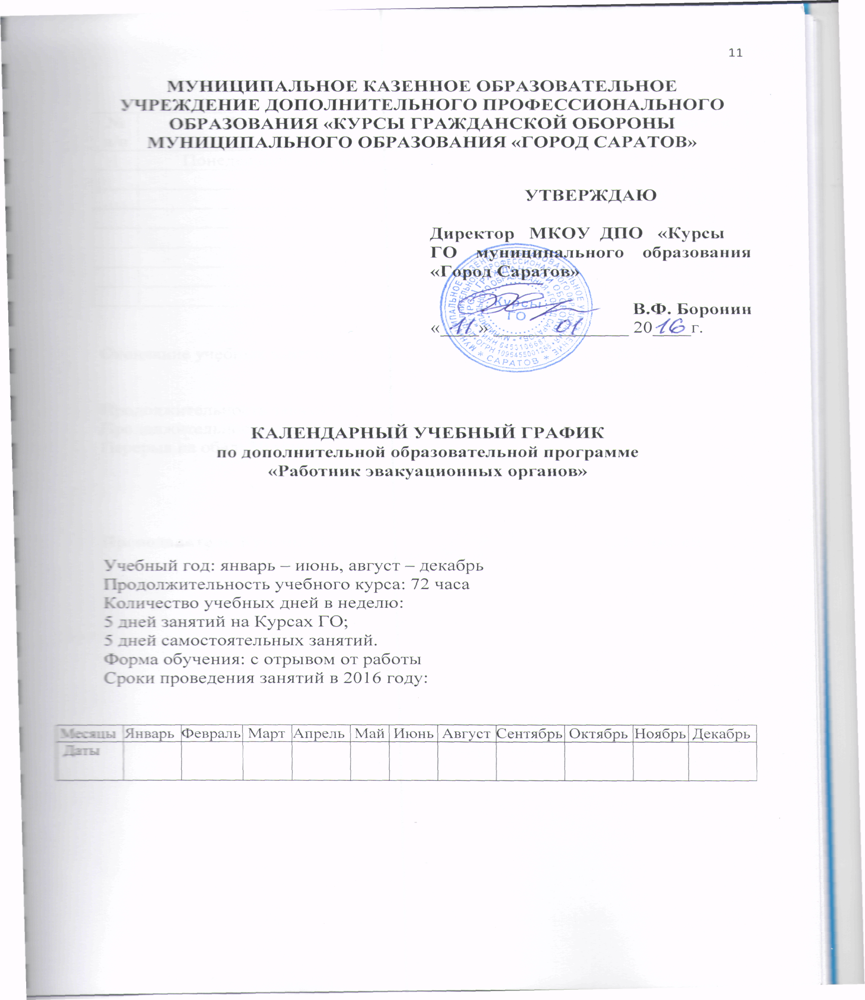 11
МУНИЦИПАЛЬНОЕ КАЗЕННОЕ ОБРАЗОВАТЕЛЬНОЕ
УЧРЕЖДЕНИЕ ДОПОЛНИТЕЛЬНОГО ПРОФЕССИОНАЛЬНОГО
ОБРАЗОВАНИЯ «КУРСЫ ГРАЖДАНСКОЙ ОБОРОНЫ
МУНИЦИПАЛЬНОГО ОБРАЗОВАНИЯ «ГОРОД САРАТОВ»
УТВЕРЖДАЮ
Директор МКОУ ДПО «Курсы
ГО муниципального образования
«Город Саратов»
Курсы
ГО
В.Ф. Боронин
«11» 01 2016 г.
ИНН 6453106687
ОГРН 1096455001265
* САРАТОВ *
КАЛЕНДАРНЫЙ УЧЕБНЫЙ ГРАФИК
по дополнительной образовательной программе
«Работник эвакуационных органов»
Учебный год: январь – июнь, август – декабрь
Продолжительность учебного курса: 72 часа
Количество учебных дней в неделю:
5 дней занятий на Курсах ГО;
5 дней самостоятельных занятий.
Форма обучения: с отрывом от работы
Сроки проведения занятий в 2016 году:
Месяцы Январь Февраль Март Апрель Май Июнь Август Сентябрь Октябрь Ноябрь Декабрь
Даты